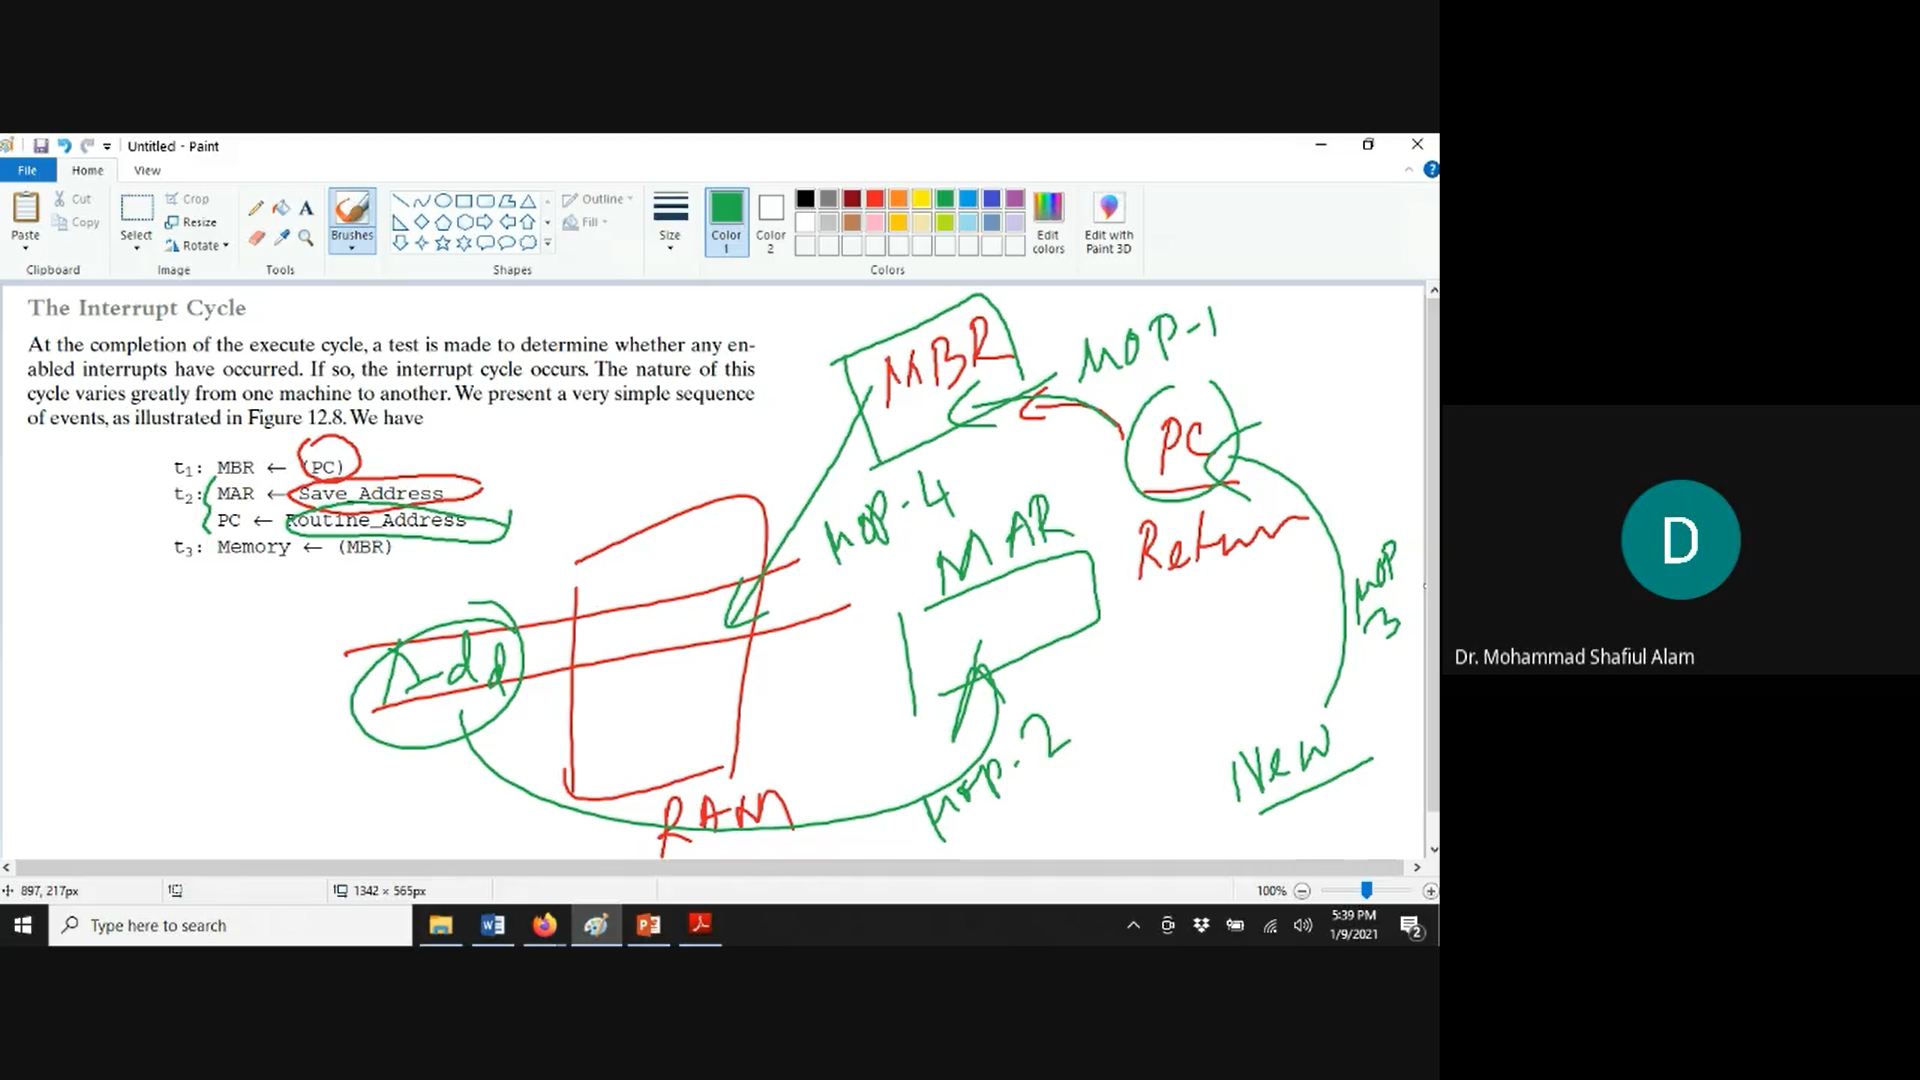 Untitled - Paint
File Home View
Paste
Cut
Copy
Clipboard
Select
Crop
Resize
Rotate
Image
Tools
Brushes
Shapes
Outline
Fill
Size
Color 1
Color 2
Edit colors
Edit with Paint 3D
Colors
The Interrupt Cycle
At the completion of the execute cycle, a test is made to determine whether any en-
abled interrupts have occurred. If so, the interrupt cycle occurs. The nature of this
cycle varies greatly from one machine to another. We present a very simple sequence
of events, as illustrated in Figure 12.8. We have
t1: MBR ← (PC)
t2: MAR ← Save_Address
PC ← Routine_Address
t3: Memory ← (MBR)
MBR
MOP-1
PC
Return
MOP-4
MAR
MOP 3
Add
MOP-2
New
RAM
D
Dr. Mohammad Shafiul Alam
897, 217px
1342 × 565px
100%
Type here to search
5:39 PM
1/9/2021
2